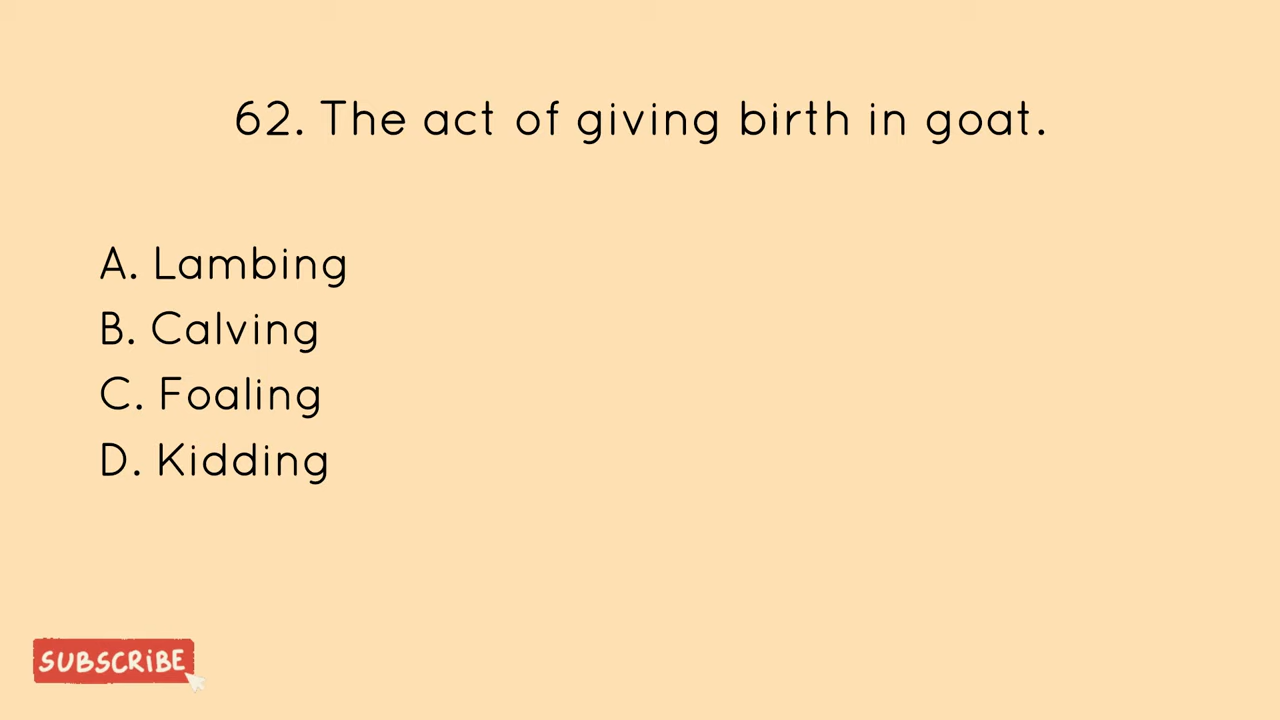 62. The act of giving birth in goat.
A. Lambing
B. Calving
C. Foaling
D. Kidding
SUBSCRiBE